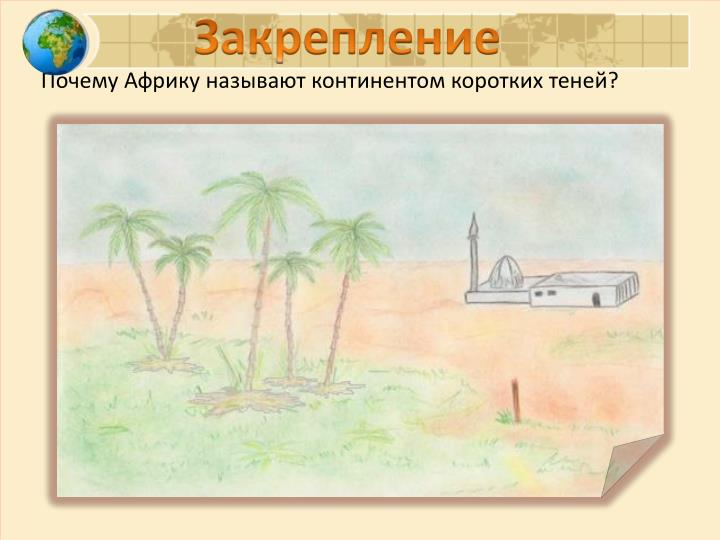 Закрепление
Почему Африку называют континентом коротких теней?